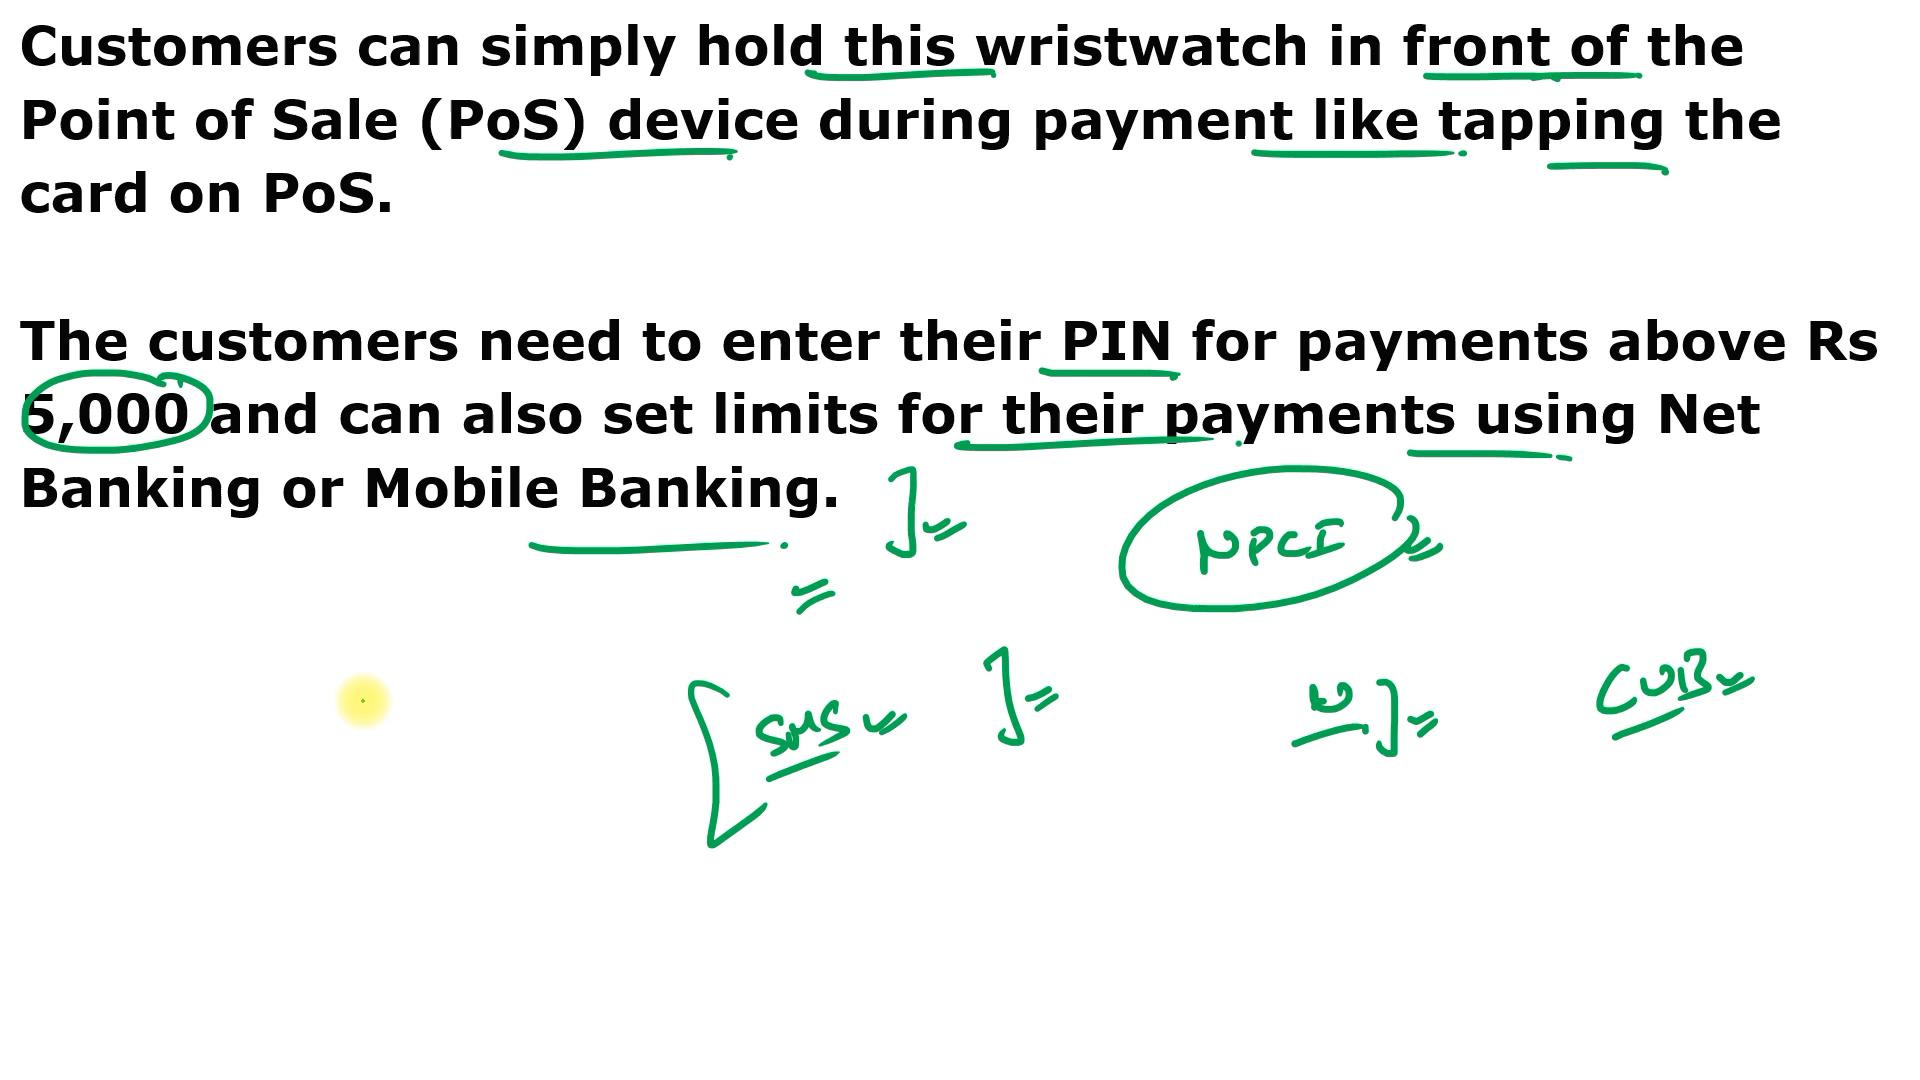 Customers can simply hold this wristwatch in front of the
Point of Sale (PoS) device during payment like tapping the
card on PoS.
The customers need to enter their PIN for payments above Rs
5,000 and can also set limits for their payments using Net
Banking or Mobile Banking.
NPCI
SMS
W
CUB